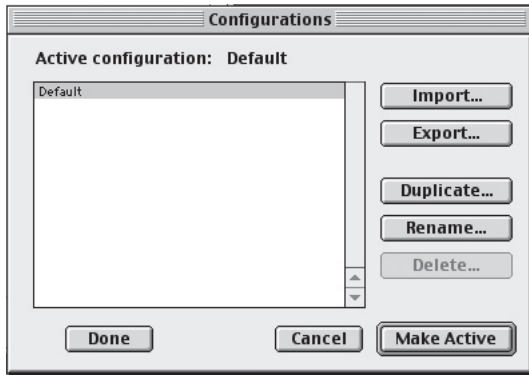 Configurations
Active configuration: Default
Default
Import...
Export...
Duplicate...
Rename...
Delete...
Done
Cancel
Make Active